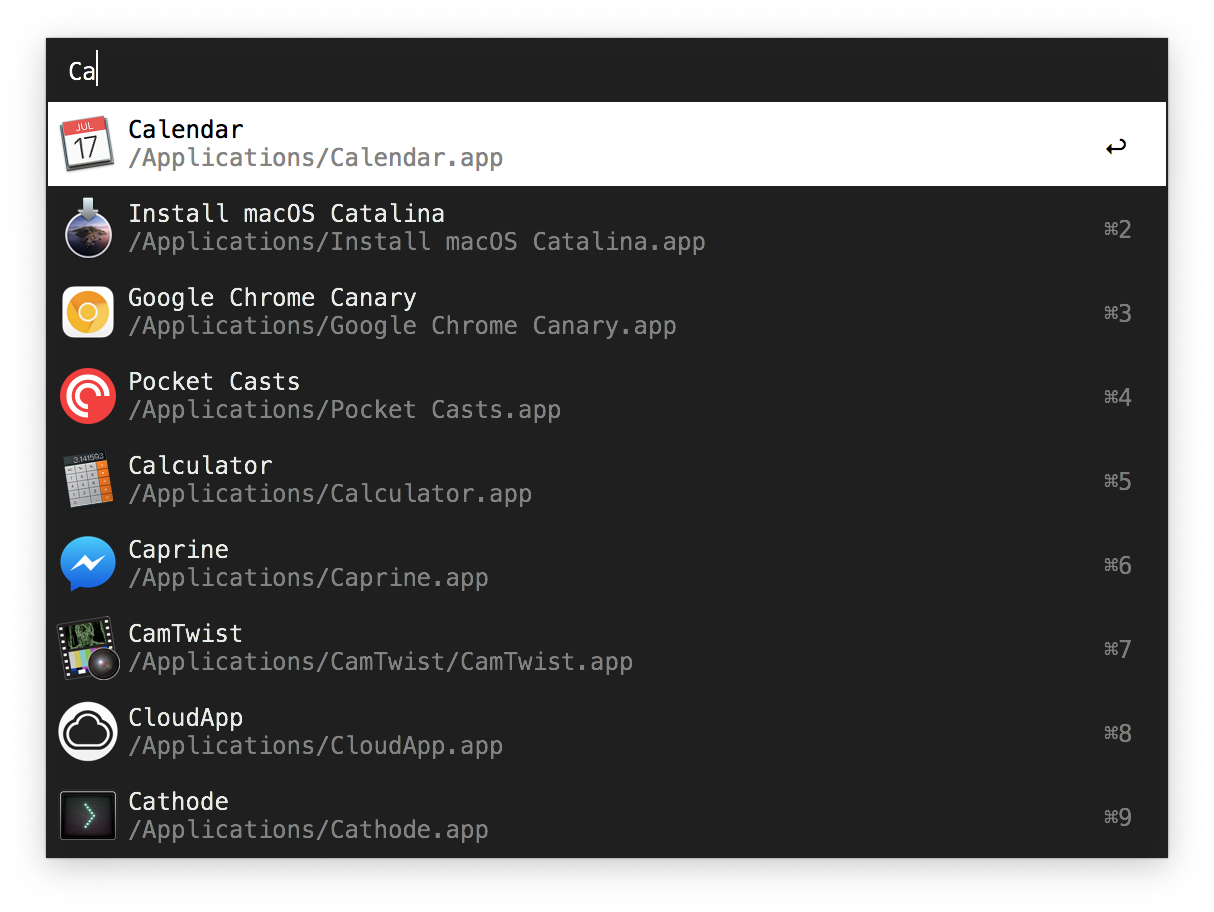 Ca
JUL
17
Calendar
/Applications/Calendar.app
↩
Install macOS Catalina
/Applications/Install macOS Catalina.app
⌘2
Google Chrome Canary
/Applications/Google Chrome Canary.app
⌘3
Pocket Casts
/Applications/Pocket Casts.app
⌘4
3.141593
Calculator
/Applications/Calculator.app
⌘5
Caprine
/Applications/Caprine.app
⌘6
CamTwist
/Applications/CamTwist/CamTwist.app
⌘7
CloudApp
/Applications/CloudApp.app
⌘8
Cathode
/Applications/Cathode.app
⌘9